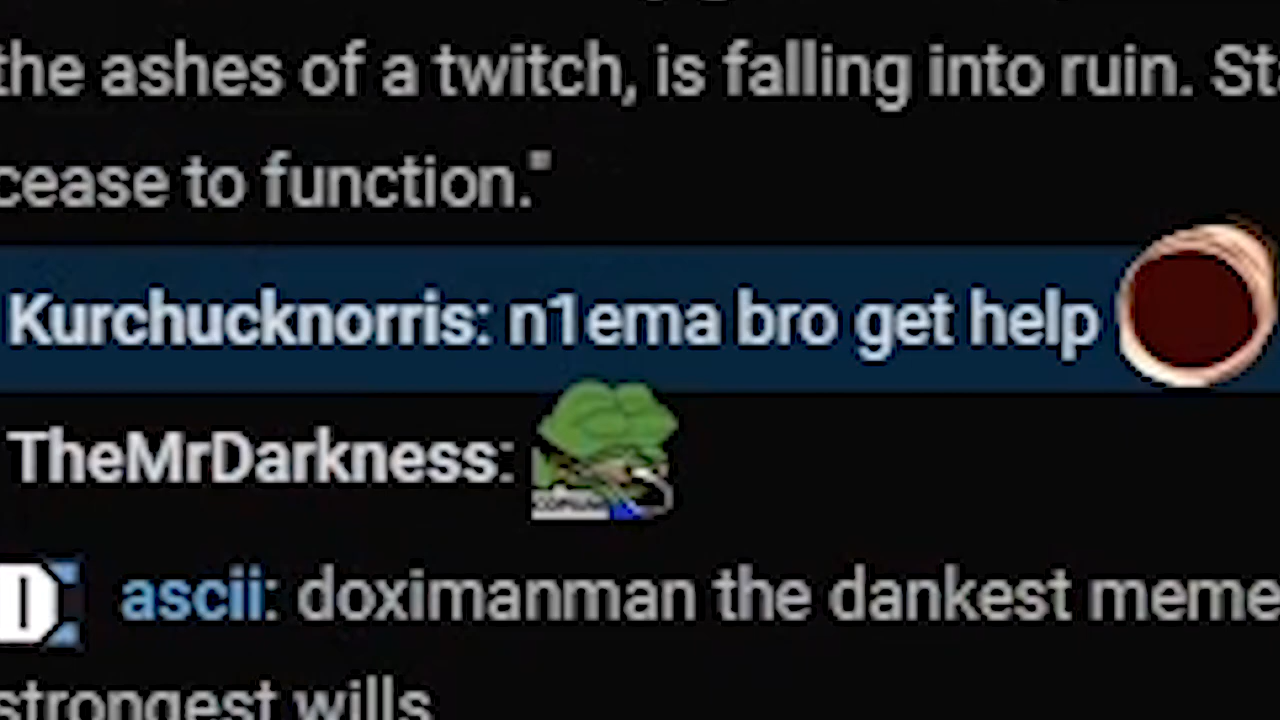 the ashes of a twitch, is falling into ruin. St
cease to function."
Kurchucknorris: n1ema bro get help
TheMrDarkness:
ascii: doximanman the dankest meme
strongest wills